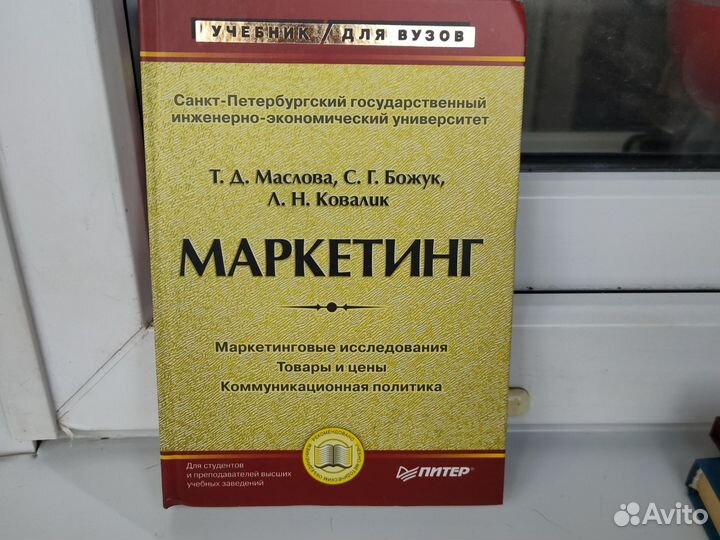 УЧЕБНИК / ДЛЯ ВУЗОВ
Санкт-Петербургский государственный
инженерно-экономический университет
Т. Д. Маслова, С. Г. Божук,
Л. Н. Ковалик
МАРКЕТИНГ
Маркетинговые исследования
Товары и цены
Коммуникационная политика
РЕКОМЕНДОВАНО
Для студентов
и преподавателей высших
учебных заведений
ПИТЕР
Avito